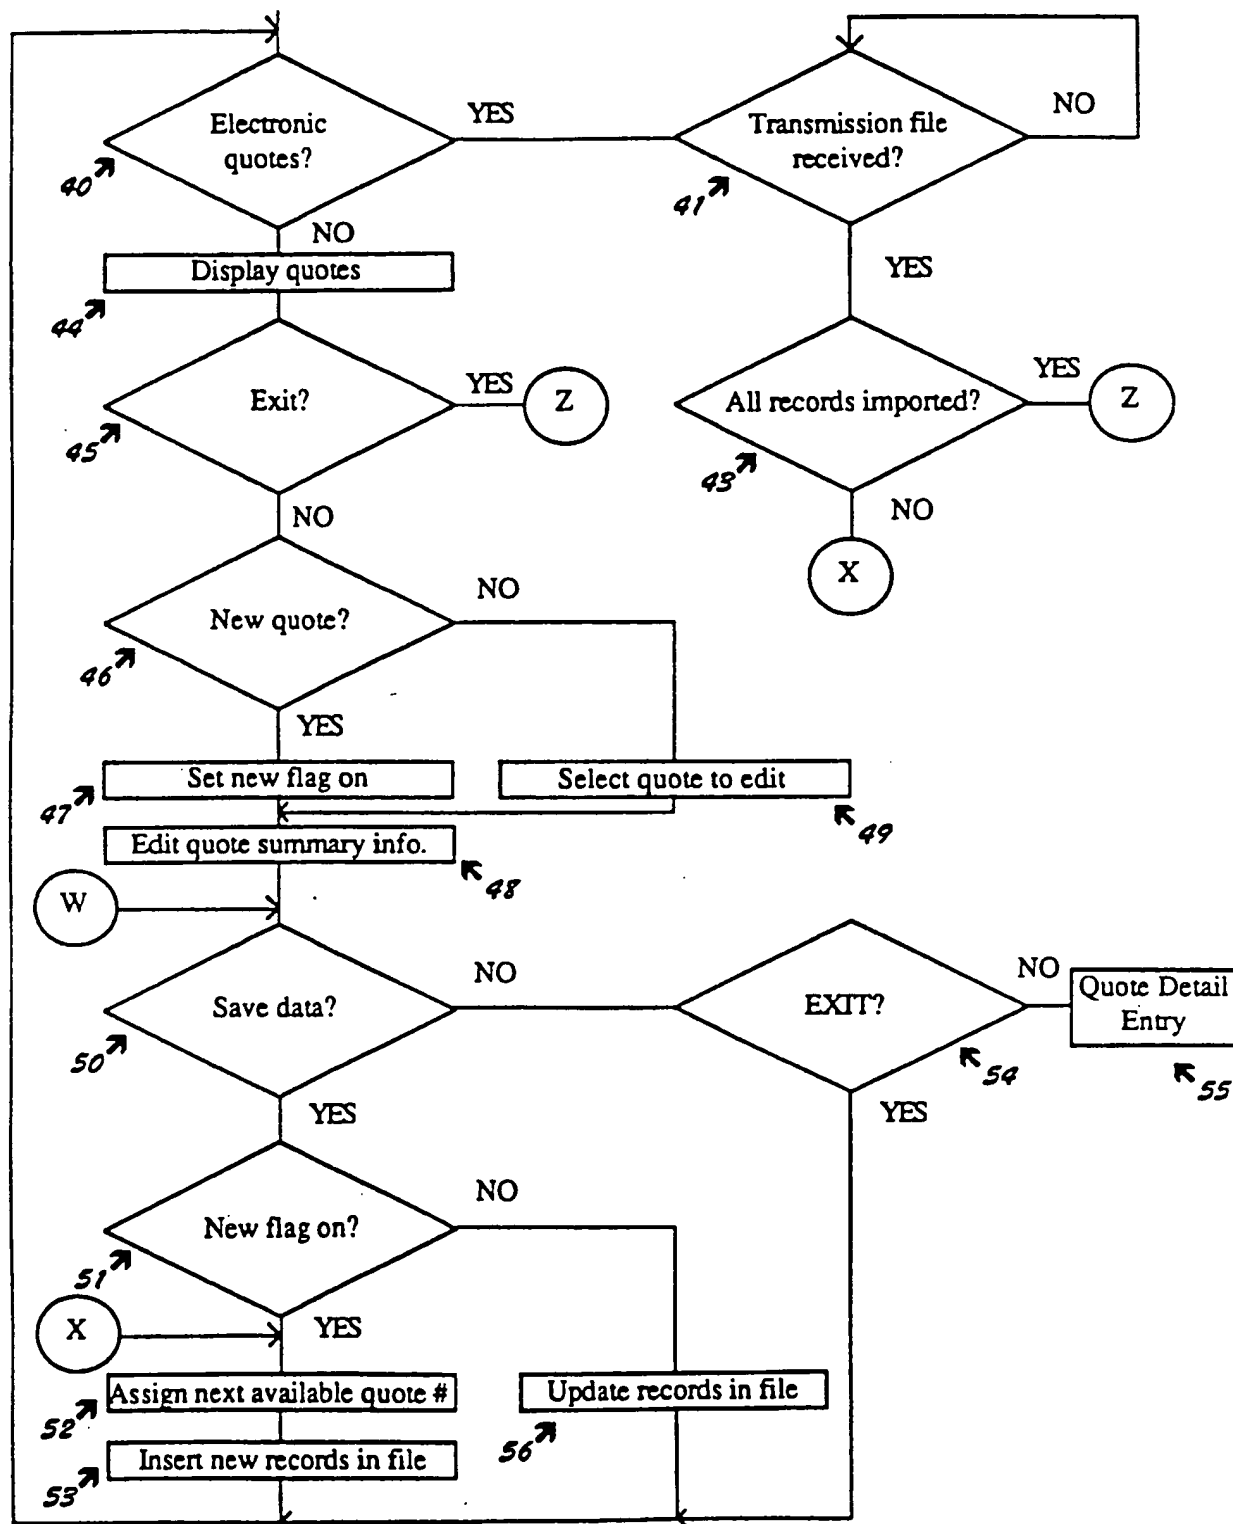 Electronic
quotes?
40
YES
Transmission file
received?
41
NO
NO
YES
Display quotes
44
Exit?
45
YES
Z
All records imported?
43
YES
Z
NO
NO
X
New quote?
46
NO
YES
Set new flag on
47
Select quote to edit
49
Edit quote summary info.
48
W
Save data?
50
NO
EXIT?
54
NO
Quote Detail
Entry
55
YES
YES
New flag on?
51
NO
X
YES
Assign next available quote #
52
Update records in file
56
Insert new records in file
53